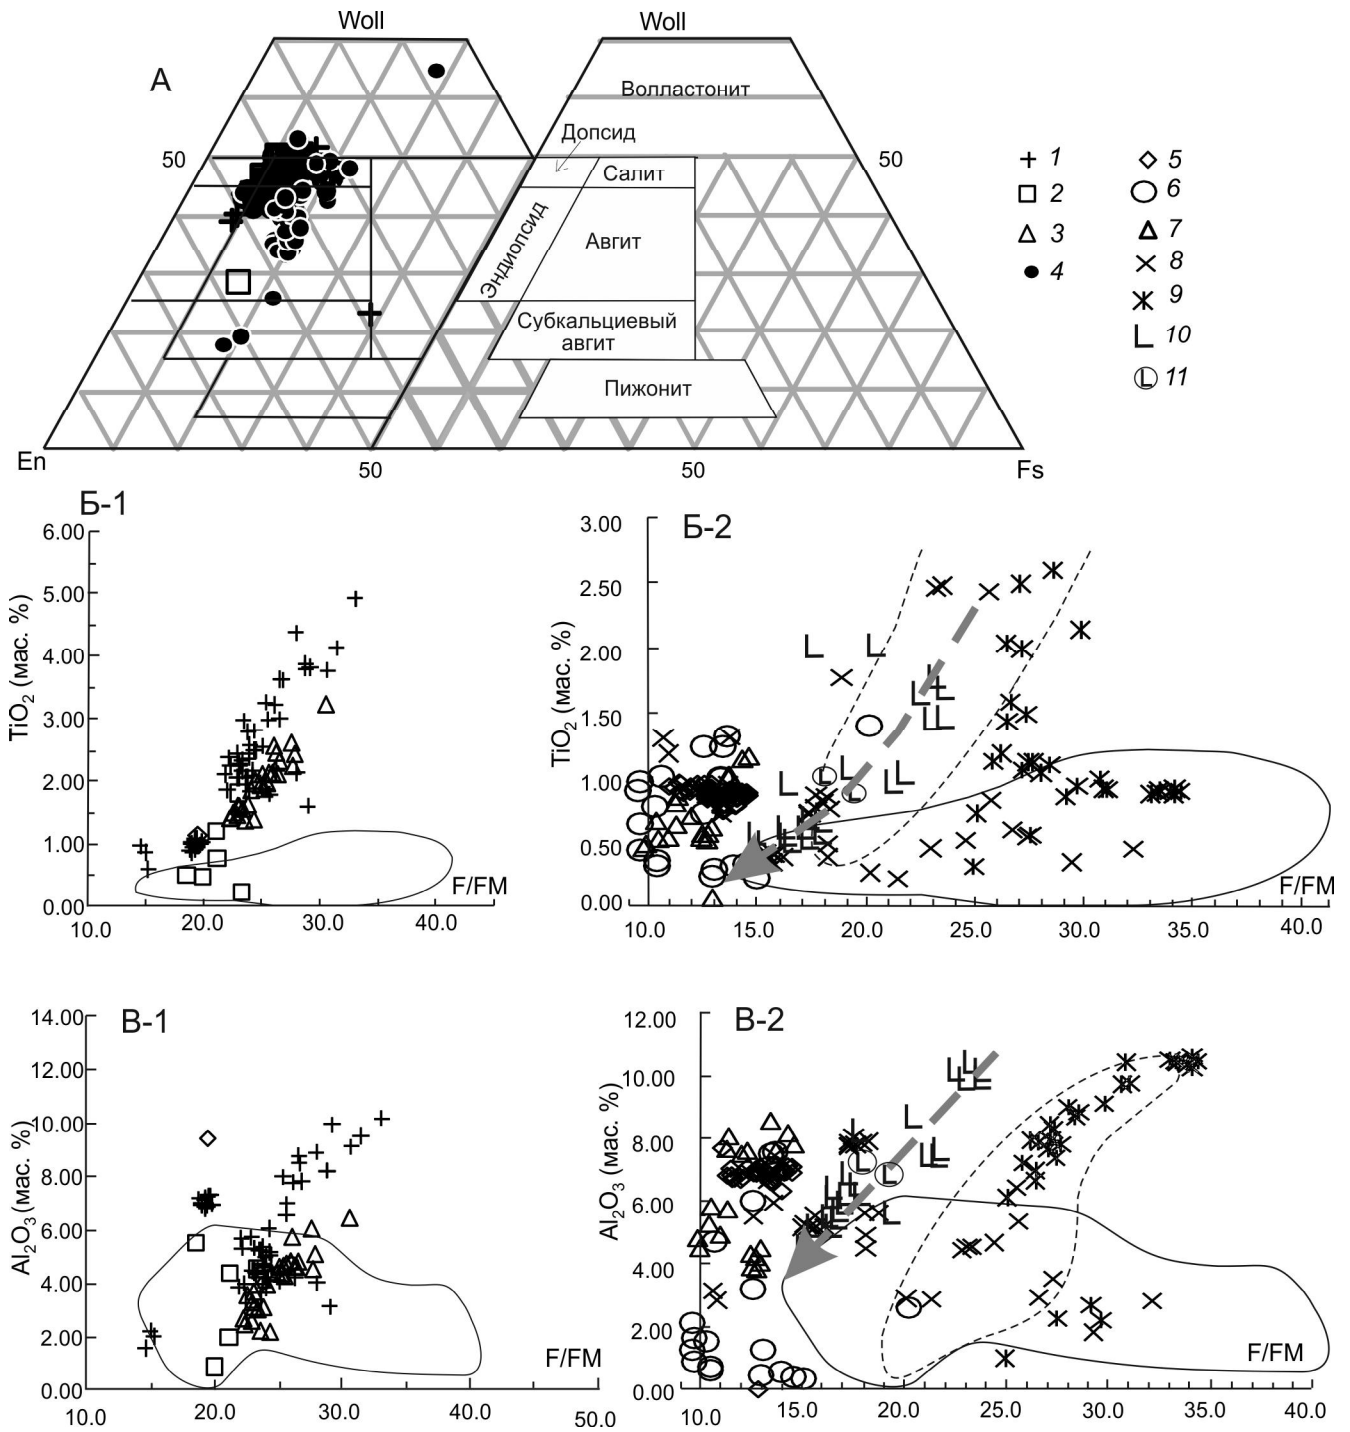 Woll
Woll
А
Волластонит
Допсид
50
50
Салит
Эндиопсид
Авгит
Субкальциевый
авгит
Пижонит
En
50
50
Fs
1
2
3
4
5
6
7
8
9
10
11
Б-1
TiO2 (мас. %)
6.00
5.00
4.00
3.00
2.00
1.00
0.00
10.0
20.0
30.0
40.0
F/FM
Б-2
TiO2 (мас. %)
3.00
2.50
2.00
1.50
1.00
0.50
0.00
10.0
15.0
20.0
25.0
30.0
35.0
40.0
F/FM
В-1
Al2O3 (мас. %)
14.00
12.00
10.00
8.00
6.00
4.00
2.00
0.00
10.0
20.0
30.0
40.0
50.0
F/FM
В-2
Al2O3 (мас. %)
12.00
10.00
8.00
6.00
4.00
2.00
0.00
10.0
15.0
20.0
25.0
30.0
35.0
40.0
F/FM